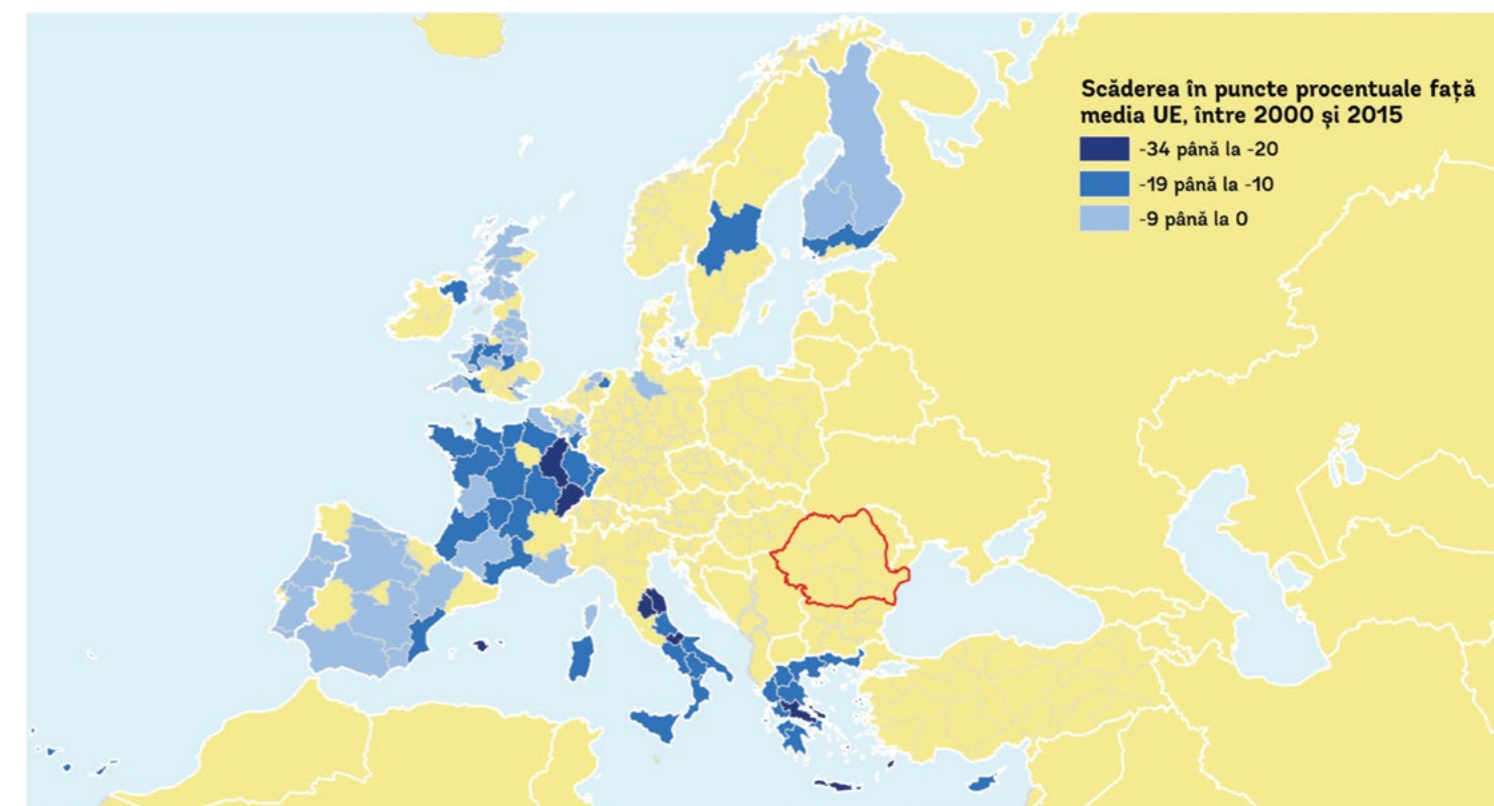 Scăderea în puncte procentuale față
media UE, între 2000 și 2015
-34 până la -20
-19 până la -10
-9 până la 0